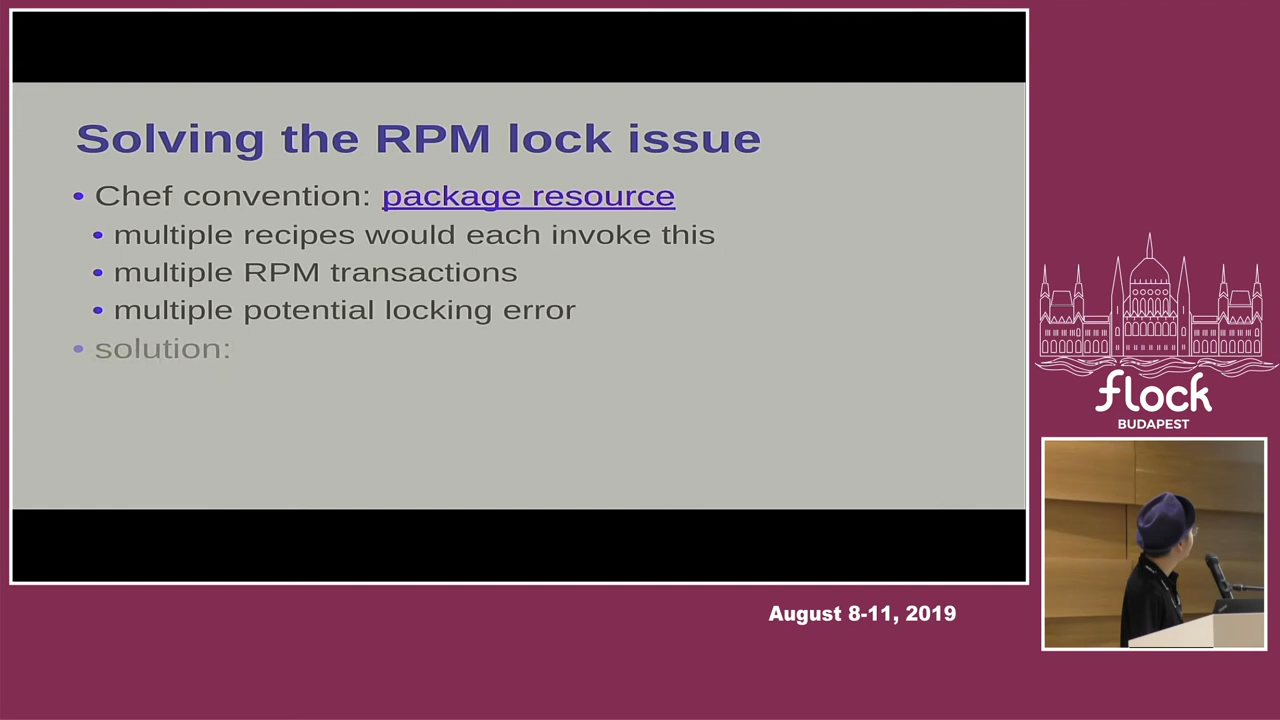 Solving the RPM lock issue
Chef convention: package resource
multiple recipes would each invoke this
multiple RPM transactions
multiple potential locking error
solution:
flock
BUDAPEST
August 8-11, 2019